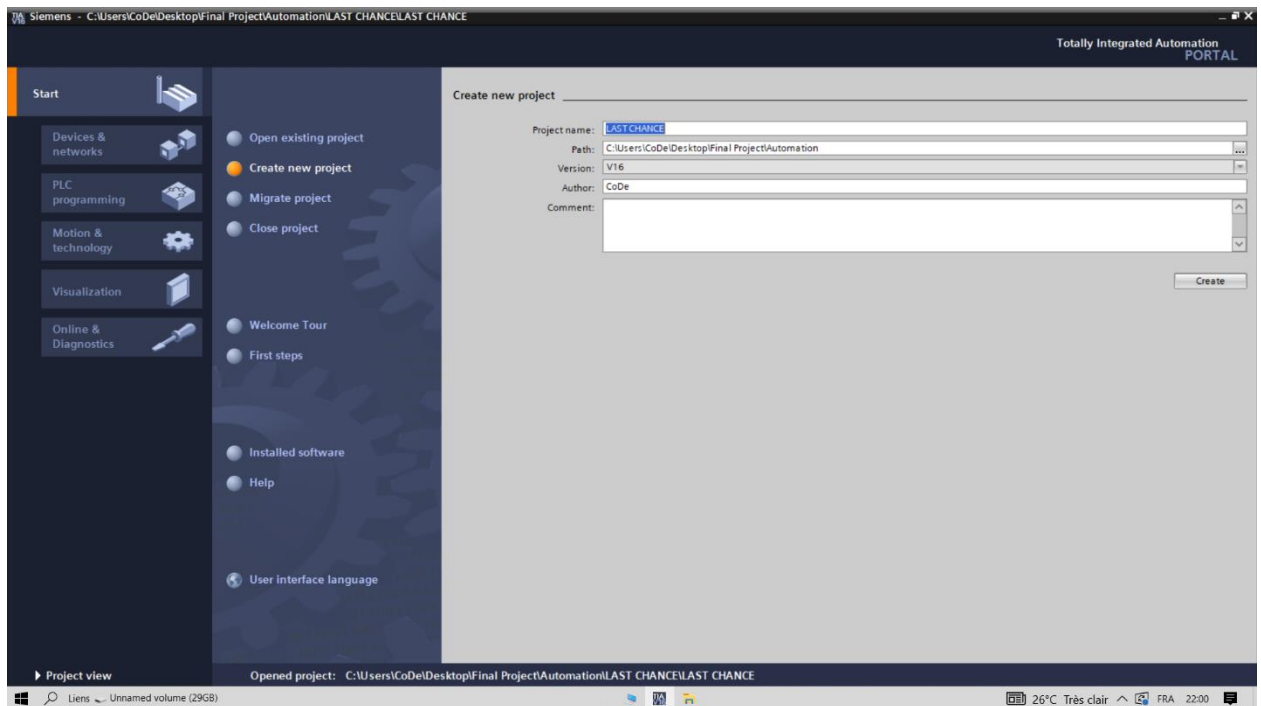 Siemens - C:\Users\CoDe\Desktop\Final Project\Automation\LAST CHANCE\LAST CHANCE
Totally Integrated Automation
PORTAL
Start
Devices &
networks
PLC
programming
Motion &
technology
Visualization
Online &
Diagnostics
Open existing project
Create new project
Migrate project
Close project
Welcome Tour
First steps
Installed software
Help
User interface language
Create new project
Project name: LAST CHANCE
Path: C:\Users\CoDe\Desktop\Final Project\Automation
...
Version: V16
Author: CoDe
Comment:
Create
Project view
Opened project: C:\Users\CoDe\Desktop\Final Project\Automation\LAST CHANCE\LAST CHANCE
Liens
Unnamed volume (29GB)
26°C Très clair
FRA
22:00